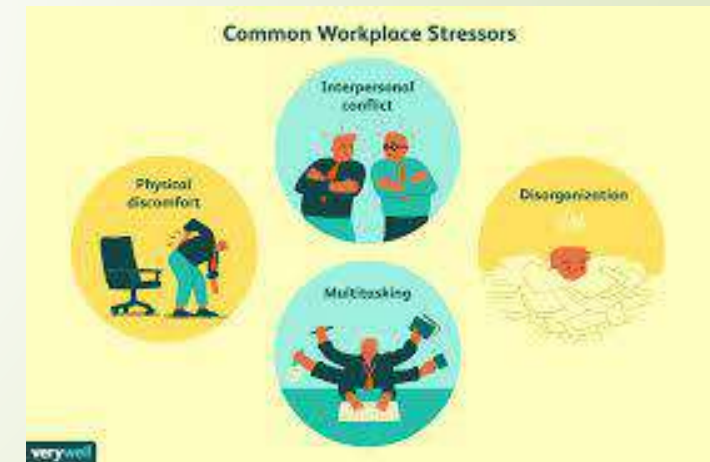 Common Workplace Stressors
Interpersonal
conflict
Physical
discomfort
Disorganization
Multitasking
verywell